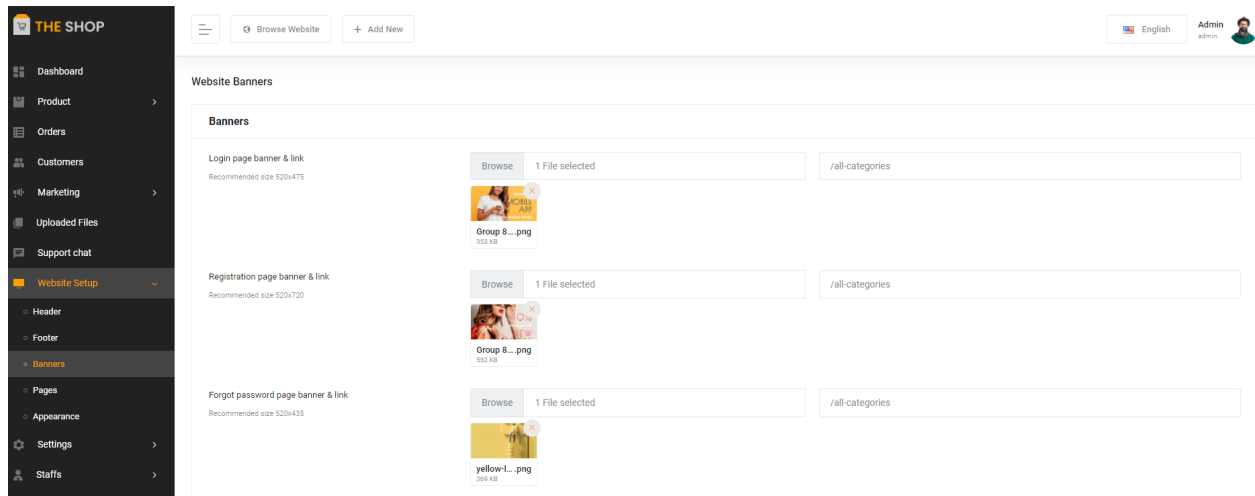 THE SHOP
Browse Website
+ Add New
English
Admin
admin
Dashboard
Product
Orders
Customers
Marketing
Uploaded Files
Support chat
Website Setup
Header
Footer
Banners
Pages
Appearance
Settings
Staffs
Website Banners
Banners
Login page banner & link
Recommended size 520x475
Browse
1 File selected
/all-categories
MOBILE
APP
Group 8....png
353 KB
Registration page banner & link
Recommended size 520x720
Browse
1 File selected
/all-categories
Group 8....png
552 KB
Forgot password page banner & link
Recommended size 520x435
Browse
1 File selected
/all-categories
yellow-l... .png
369 KB